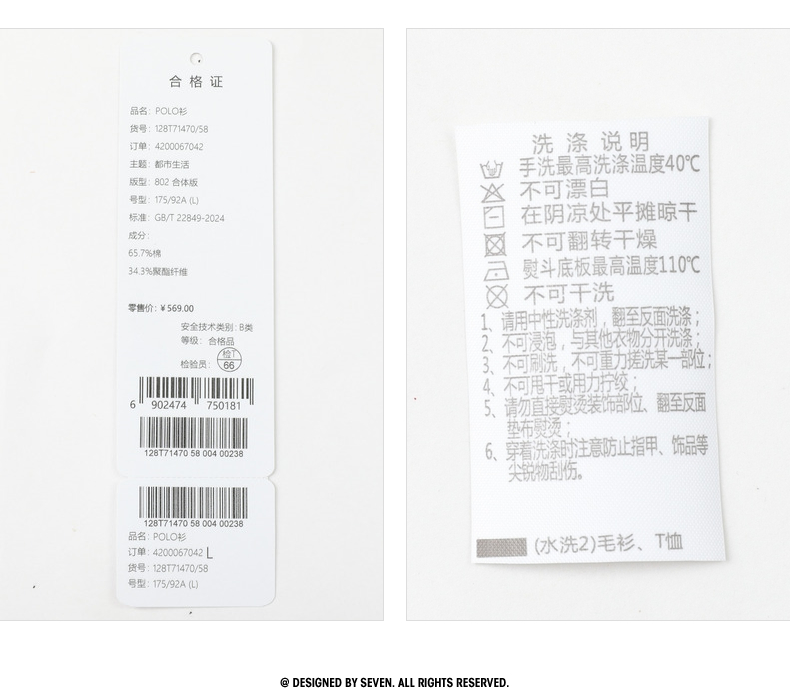 合格证
品名: POLO衫
货号: 128T71470/58
订单: 4200067042
主题: 都市生活
版型: 802 合体版
号型: 175/92A (L)
标准: GB/T 22849-2024
成分:
65.7%棉
34.3%聚酯纤维
零售价: ¥569.00
安全技术类别: B类
等级: 合格品
检验员: 检T 66
6 902474 750181
128T71470 58 004 00238
128T71470 58 004 00238
品名: POLO衫
订单: 4200067042 L
货号: 128T71470/58
号型: 175/92A (L)
洗涤说明
手洗最高洗涤温度40℃
不可漂白
在阴凉处平摊晾干
不可翻转干燥
熨斗底板最高温度110℃
不可干洗
1、请用中性洗涤剂，翻至反面洗涤；
2、不可浸泡，与其他衣物分开洗涤；
3、不可刷洗，不可重力搓洗某一部位；
4、不可甩干或用力拧绞；
5、请勿直接熨烫装饰部位、翻至反面
垫布熨烫；
6、穿着洗涤时注意防止指甲、饰品等
尖锐物刮伤。
(水洗2)毛衫、T恤
@ DESIGNED BY SEVEN. ALL RIGHTS RESERVED.